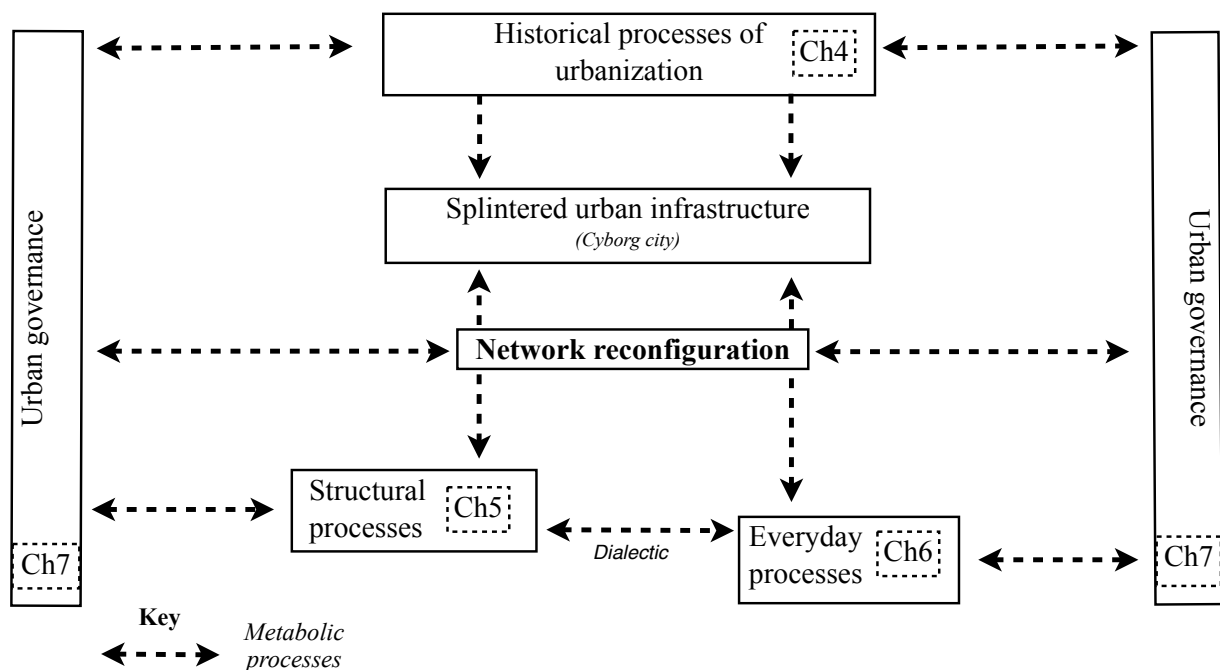 Historical processes of
urbanization
Ch4
Splintered urban infrastructure
(Cyborg city)
Urban governance
Urban governance
Network reconfiguration
Structural
processes
Ch5
Dialectic
Everyday
processes
Ch6
Ch7
Ch7
Key
Metabolic
processes